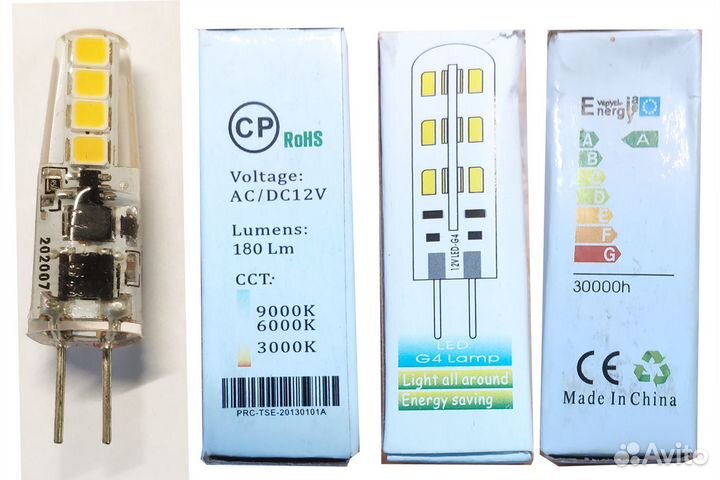 202007
CP RoHS
Voltage:
AC/DC12V
Lumens:
180 Lm
CCT:
9000K
6000K
3000K
PRC-TSE-20130101A
12V LED-G4
LED
G4 Lamp
Light all around
Energy saving
Energy
A
A
B
C
D
E
F
G
30000h
CE
Made In China
Avito